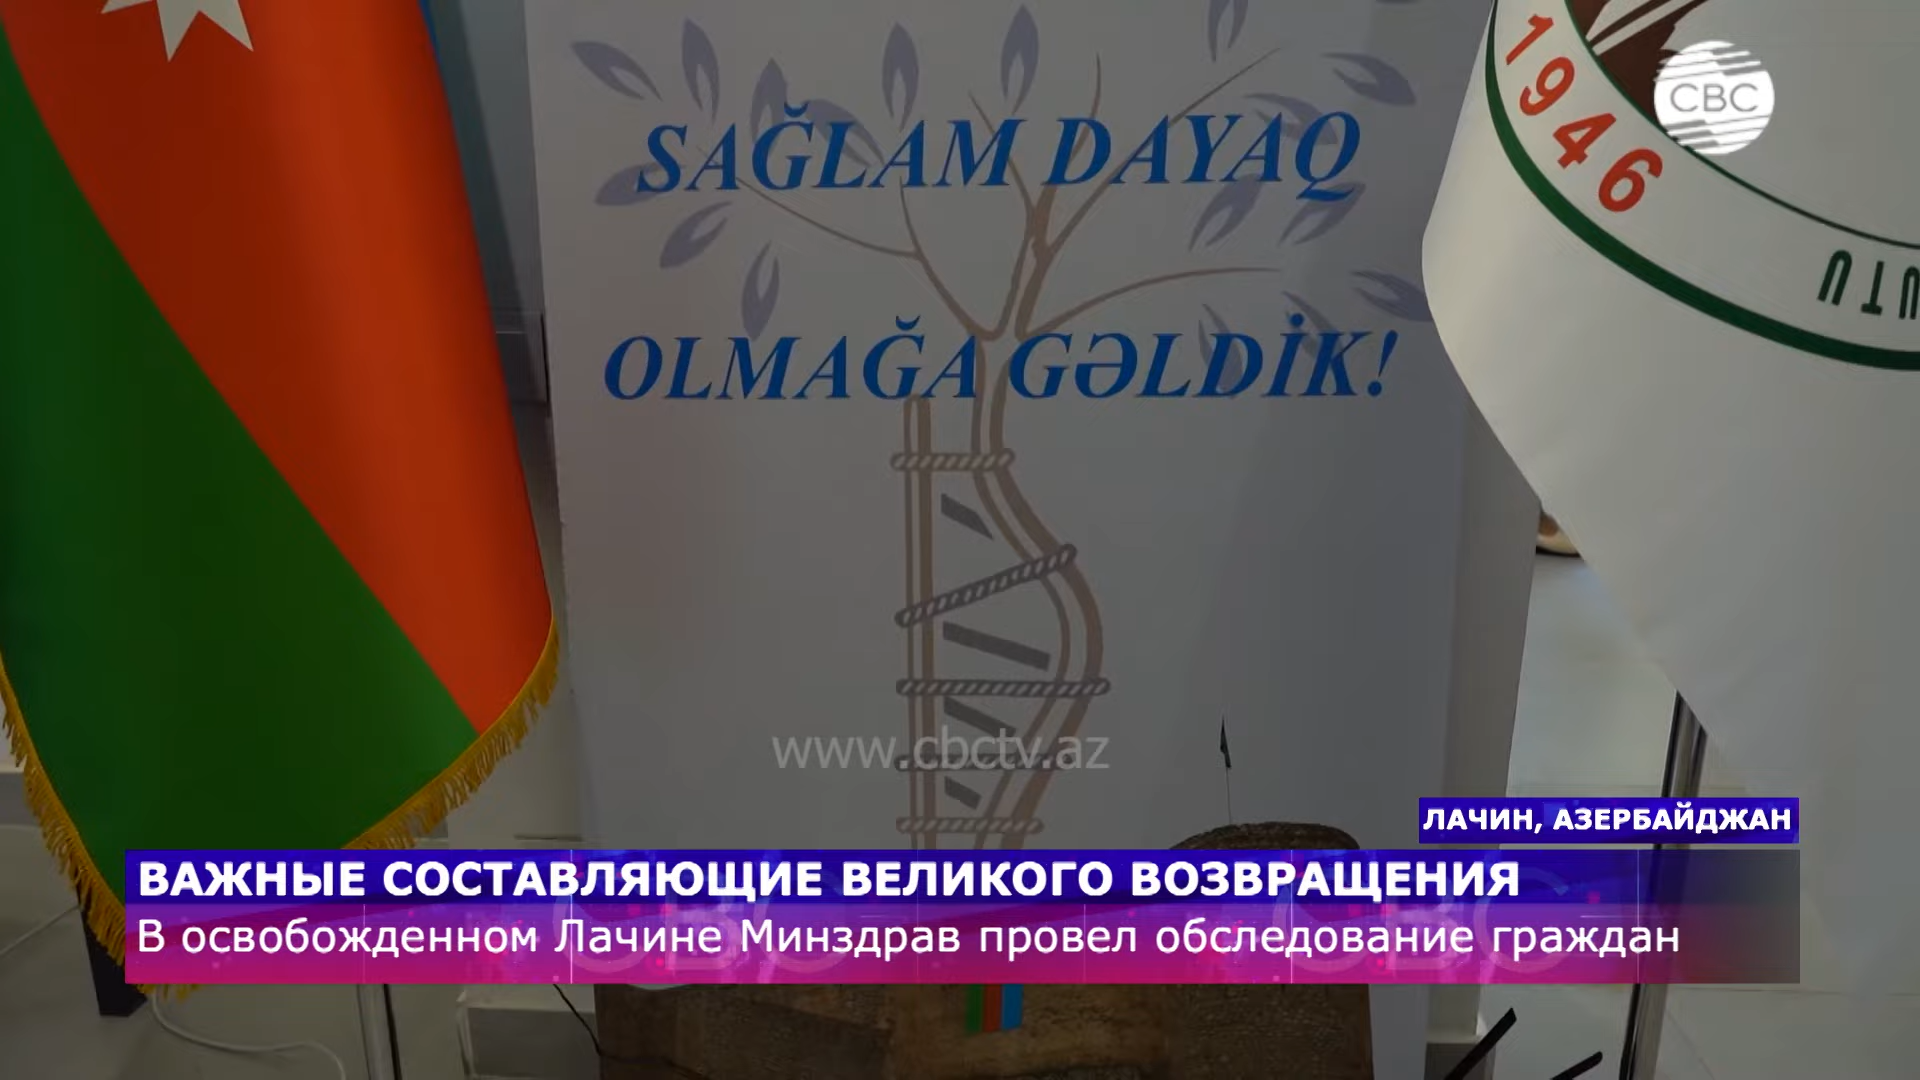 CBC
1946
SAĞLAM DAYAQ
OLMAĞA GƏLDİK!
www.cbctv.az
ЛАЧИН, АЗЕРБАЙДЖАН
ВАЖНЫЕ СОСТАВЛЯЮЩИЕ ВЕЛИКОГО ВОЗВРАЩЕНИЯ
В освобожденном Лачине Минздрав провел обследование граждан